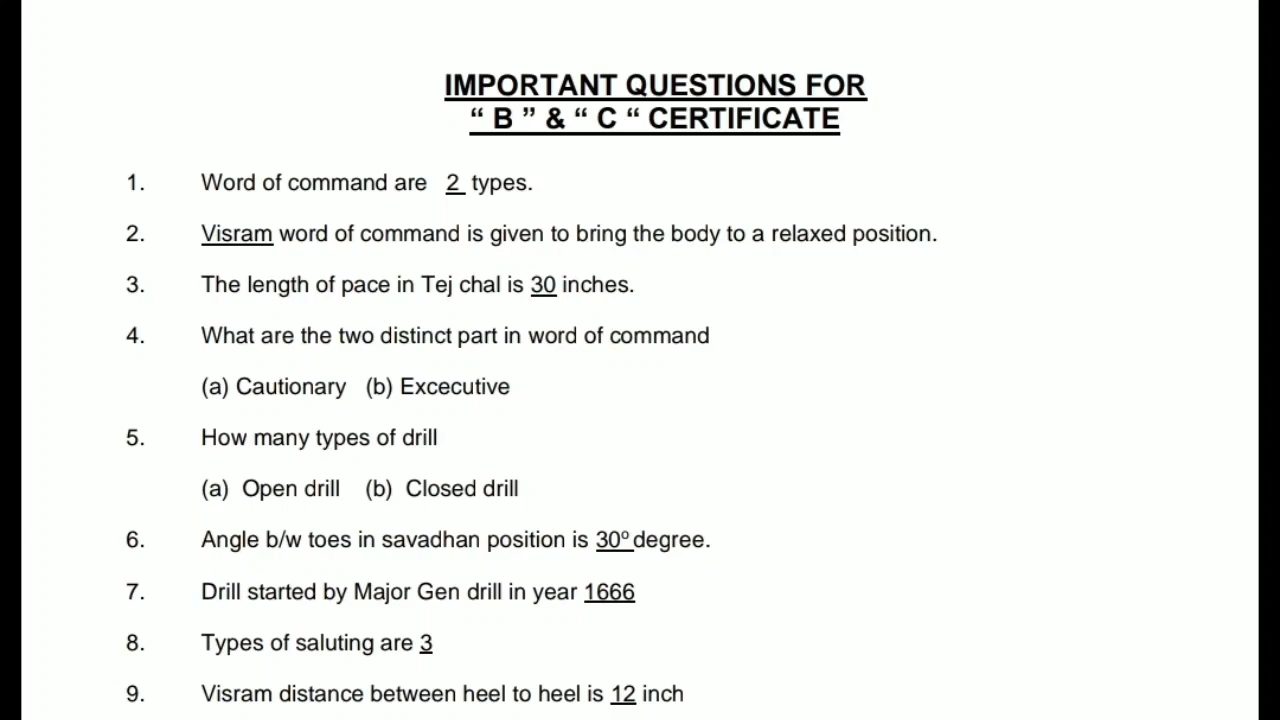 IMPORTANT QUESTIONS FOR
“ B ” & “ C “ CERTIFICATE
1. Word of command are 2 types.
2. Visram word of command is given to bring the body to a relaxed position.
3. The length of pace in Tej chal is 30 inches.
4. What are the two distinct part in word of command
(a) Cautionary (b) Excecutive
5. How many types of drill
(a) Open drill (b) Closed drill
6. Angle b/w toes in savadhan position is 30º degree.
7. Drill started by Major Gen drill in year 1666
8. Types of saluting are 3
9. Visram distance between heel to heel is 12 inch